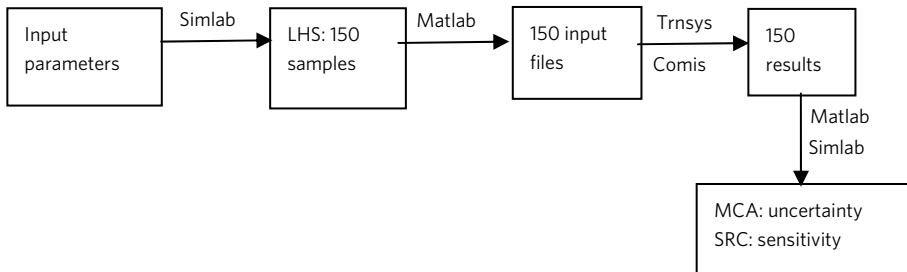 Input
parameters
Simlab
LHS: 150
samples
Matlab
150 input
files
Trnsys
Comis
150
results
Matlab
Simlab
MCA: uncertainty
SRC: sensitivity